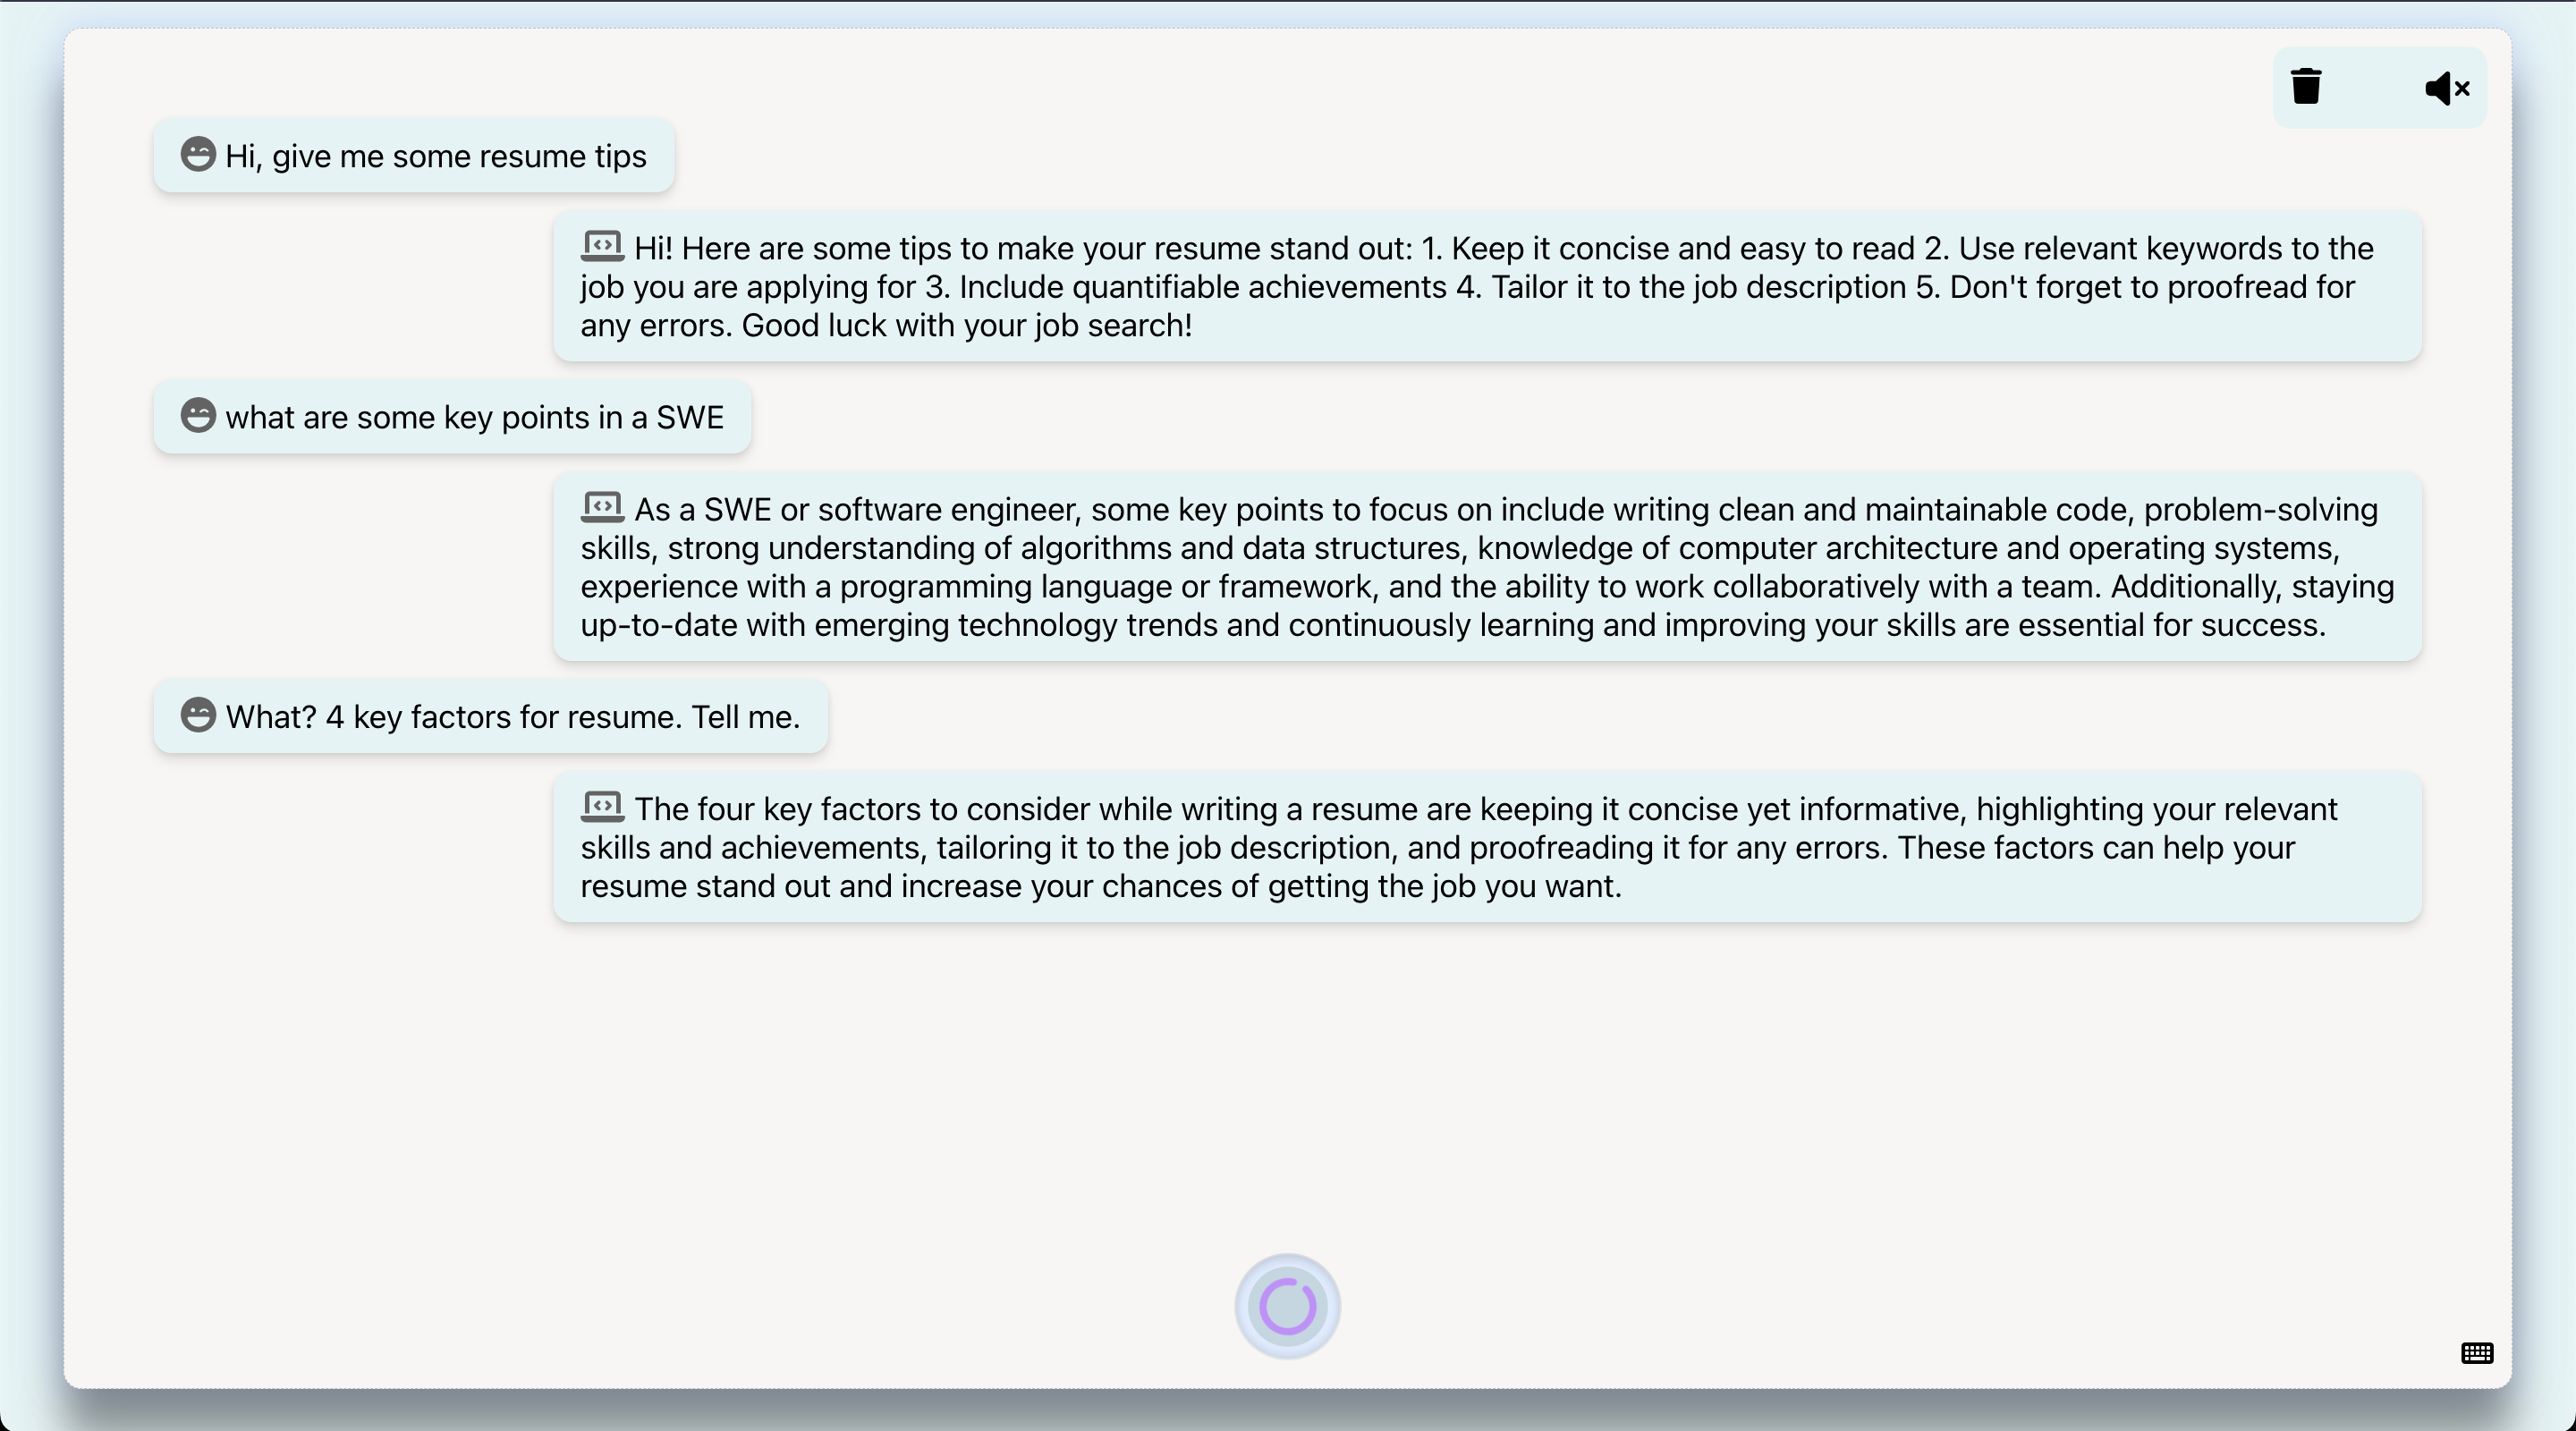 Hi, give me some resume tips
Hi! Here are some tips to make your resume stand out: 1. Keep it concise and easy to read 2. Use relevant keywords to the
job you are applying for 3. Include quantifiable achievements 4. Tailor it to the job description 5. Don't forget to proofread for
any errors. Good luck with your job search!
what are some key points in a SWE
As a SWE or software engineer, some key points to focus on include writing clean and maintainable code, problem-solving
skills, strong understanding of algorithms and data structures, knowledge of computer architecture and operating systems,
experience with a programming language or framework, and the ability to work collaboratively with a team. Additionally, staying
up-to-date with emerging technology trends and continuously learning and improving your skills are essential for success.
What? 4 key factors for resume. Tell me.
The four key factors to consider while writing a resume are keeping it concise yet informative, highlighting your relevant
skills and achievements, tailoring it to the job description, and proofreading it for any errors. These factors can help your
resume stand out and increase your chances of getting the job you want.